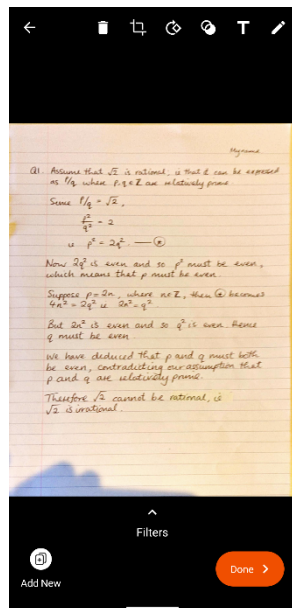 T
My name
Q1. Assume that √2 is rational, ie that it can be expressed
as p/q where p, q ∈ Z are relatively prime.
Since p/q = √2,
p²/q² = 2
ie p² = 2q². — ⊛
Now 2q² is even and so p² must be even,
which means that p must be even.
Suppose p = 2n, where n∈Z, then ⊛ becomes
4n² = 2q² ie 2n² = q²
But 2n² is even and so q² is even. Hence
q must be even
We have deduced that p and q must both
be even, contradicting our assumption that
p and q are relatively prime.
Therefore √2 cannot be rational, ie
√2 is irrational.
Filters
Add New
Done